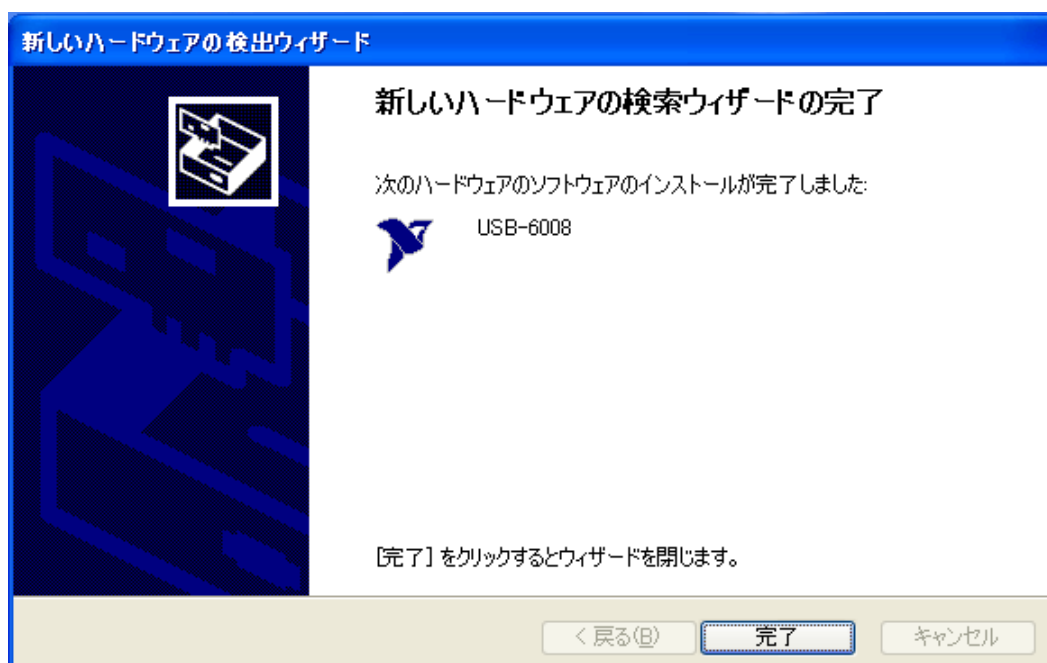 新しいハードウェアの検出ウィザード
新しいハードウェアの検索ウィザードの完了
次のハードウェアのソフトウェアのインストールが完了しました:
USB-6008
[完了] をクリックするとウィザードを閉じます。
< 戻る(B) 完了 キャンセル